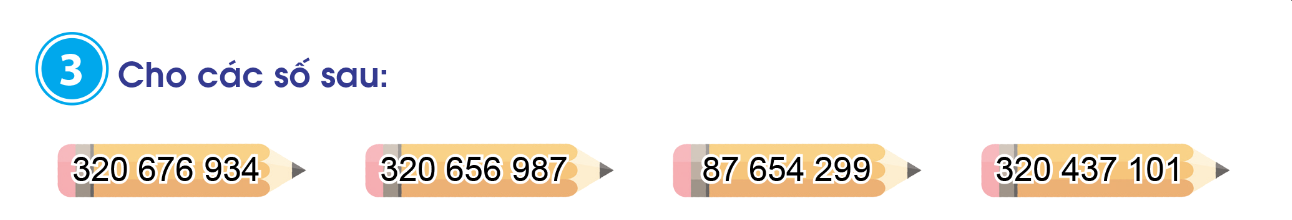 3 Cho các số sau:
320 676 934 320 656 987 87 654 299 320 437 101